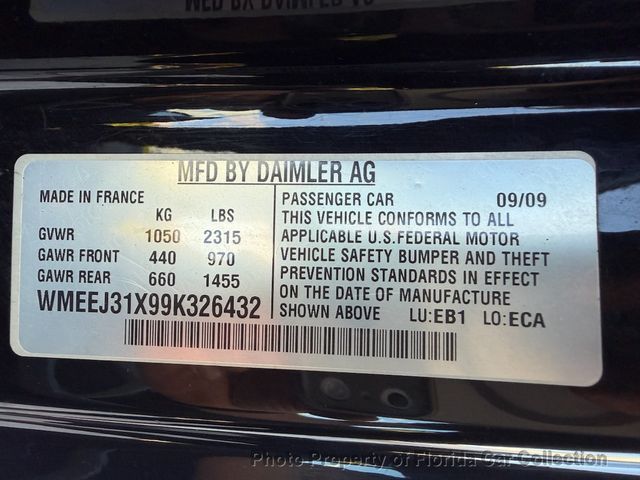 MFD BY DAIMLER AG
MADE IN FRANCE
KG LBS
GVWR 1050 2315
GAWR FRONT 440 970
GAWR REAR 660 1455
WMEEJ31X99K326432
PASSENGER CAR 09/09
THIS VEHICLE CONFORMS TO ALL
APPLICABLE U.S.FEDERAL MOTOR
VEHICLE SAFETY BUMPER AND THEFT
PREVENTION STANDARDS IN EFFECT
ON THE DATE OF MANUFACTURE
SHOWN ABOVE LU:EB1 LO:ECA
Photo Property of Florida Car Collection